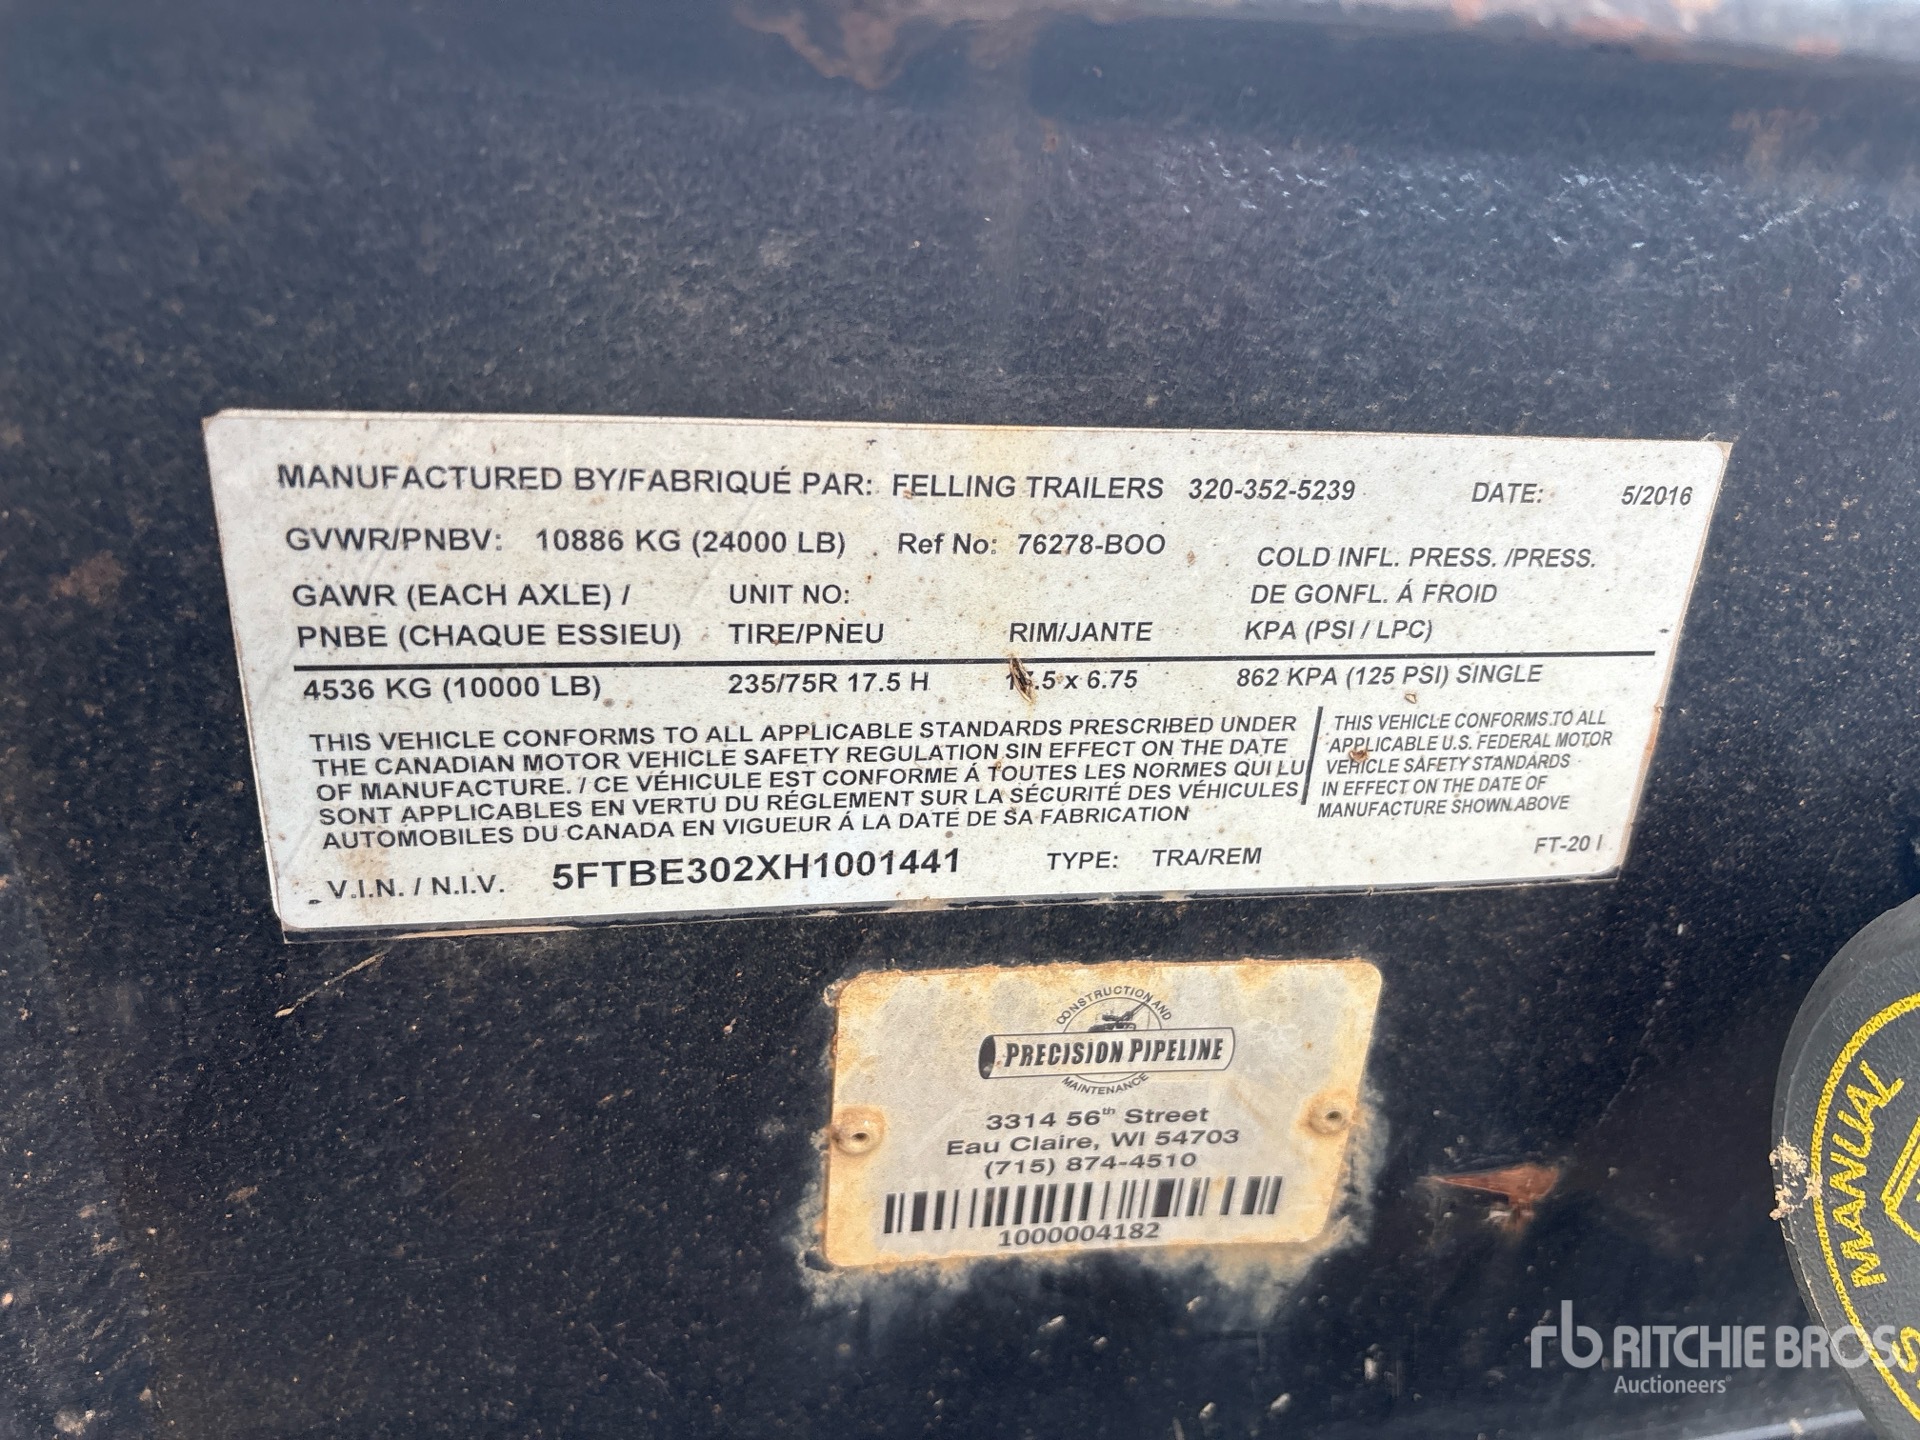 MANUFACTURED BY/FABRIQUÉ PAR: FELLING TRAILERS 320-352-5239 DATE: 5/2016
GVWR/PNBV: 10886 KG (24000 LB) Ref No: 76278-BOO
COLD INFL. PRESS. /PRESS.
GAWR (EACH AXLE) / UNIT NO: DE GONFL. Á FROID
PNBE (CHAQUE ESSIEU) TIRE/PNEU RIM/JANTE KPA (PSI / LPC)
4536 KG (10000 LB) 235/75R 17.5 H x 6.75 862 KPA (125 PSI) SINGLE
THIS VEHICLE CONFORMS TO ALL APPLICABLE STANDARDS PRESCRIBED UNDER
THE CANADIAN MOTOR VEHICLE SAFETY REGULATION SIN EFFECT ON THE DATE
OF MANUFACTURE. / CE VÉHICULE EST CONFORME Á TOUTES LES NORMES QUI LU
SONT APPLICABLES EN VERTU DU RÉGLEMENT SUR LA SÉCURITÉ DES VÉHICULES
AUTOMOBILES DU CANADA EN VIGUEUR Á LA DATE DE SA FABRICATION
THIS VEHICLE CONFORMS TO ALL
APPLICABLE U.S. FEDERAL MOTOR
VEHICLE SAFETY STANDARDS
IN EFFECT ON THE DATE OF
MANUFACTURE SHOWN ABOVE
FT-20 I
V.I.N. / N.I.V. 5FTBE302XH1001441 TYPE: TRA/REM
CONSTRUCTION AND
PRECISION PIPELINE
MAINTENANCE
3314 56th Street
Eau Claire, WI 54703
(715) 874-4510
1000004182
MANUAL
S
rb RITCHIE BROS.
Auctioneers